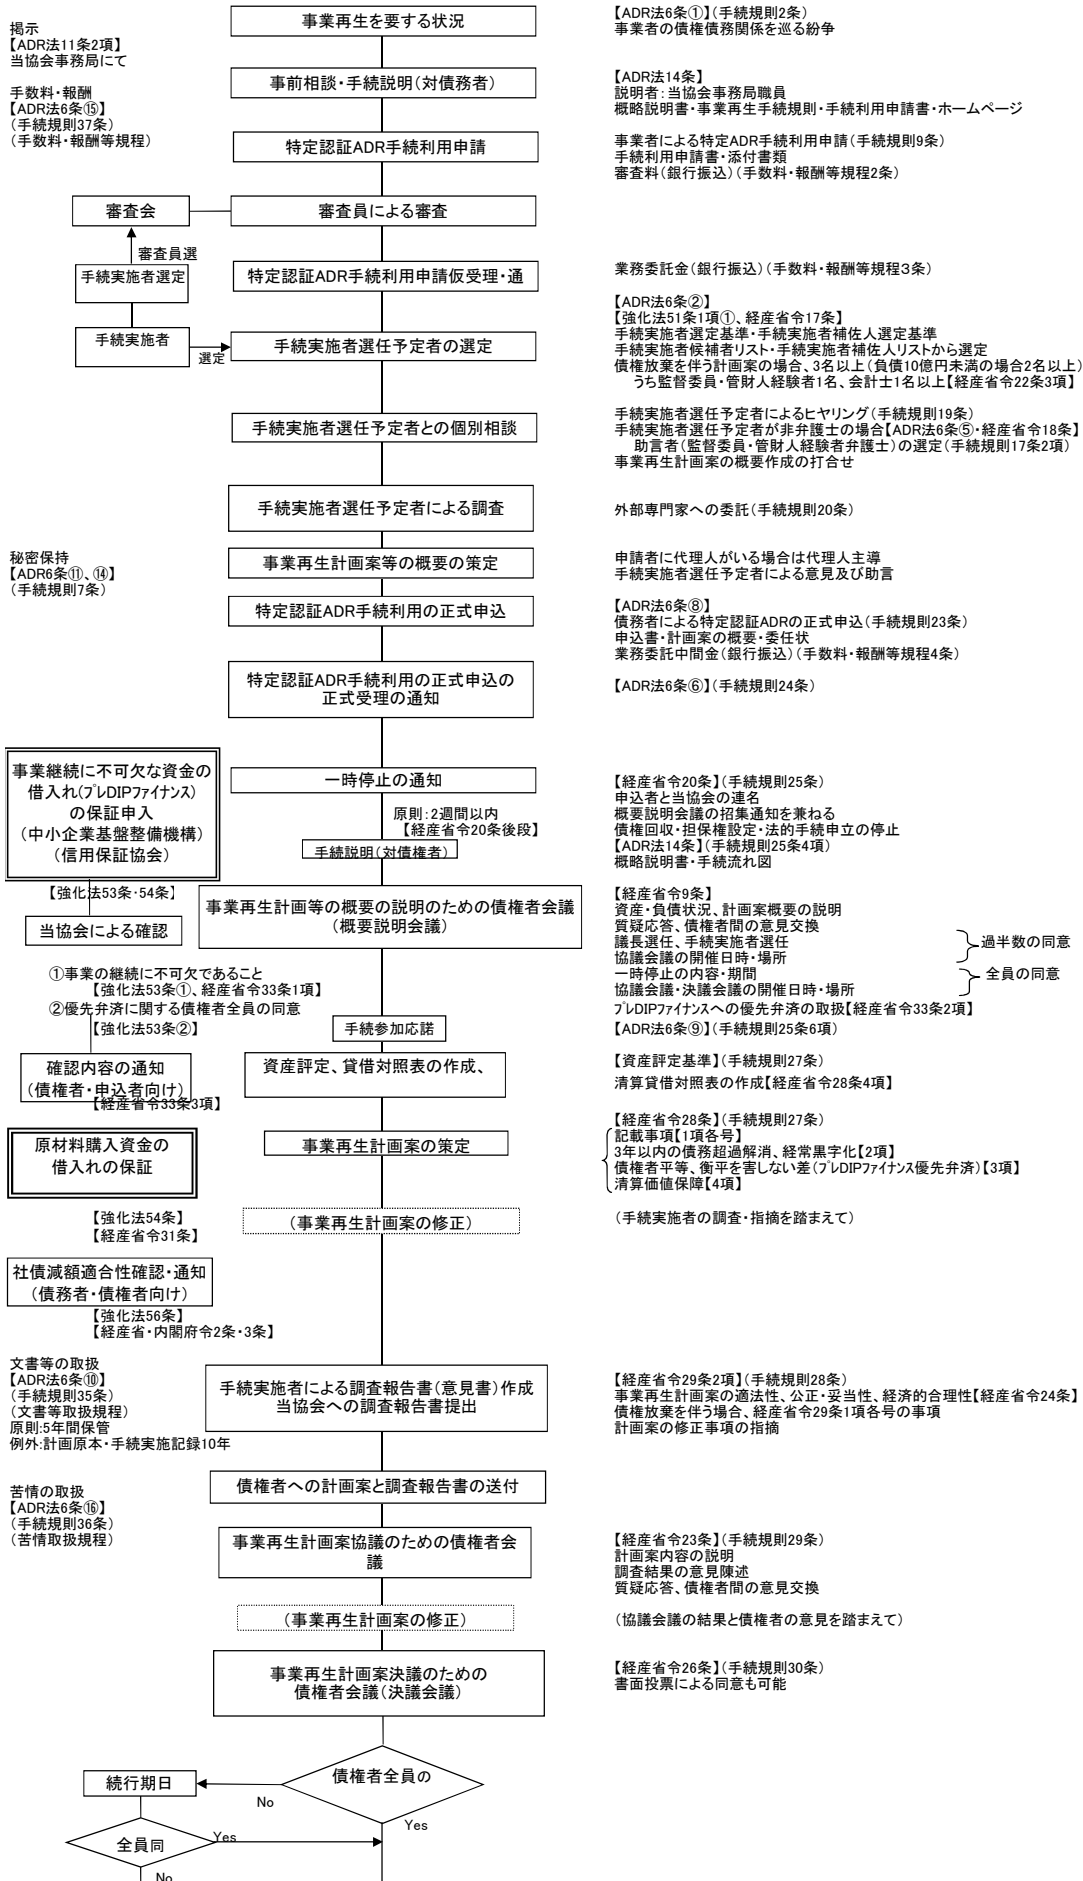 事業再生を要する状況
【ADR法6条①】(手続規則2条)
事業者の債権債務関係を巡る紛争
掲示
【ADR法11条2項】
当協会事務局にて
事前相談・手続説明(対債務者)
【ADR法14条】
説明者：当協会事務局職員
概略説明書・事業再生手続規則・手続利用申請書・ホームページ
手数料・報酬
【ADR法6条⑮】
(手続規則37条)
(手数料・報酬等規程)
特定認証ADR手続利用申請
事業者による特定ADR手続利用申請(手続規則9条)
手続利用申請書・添付書類
審査料(銀行振込)(手数料・報酬等規程2条)
審査会
審査員による審査
審査員選
手続実施者選定
特定認証ADR手続利用申請仮受理・通
業務委託金(銀行振込)(手数料・報酬等規程3条)
手続実施者
選定
手続実施者選任予定者の選定
【ADR法6条②】
【強化法51条1項①、経産省令17条】
手続実施者選定基準・手続実施者補佐人選定基準
手続実施者候補者リスト・手続実施者補佐人リストから選定
債権放棄を伴う計画案の場合、3名以上(負債10億円未満の場合2名以上)
うち監督委員・管財人経験者1名、会計士1名以上【経産省令22条3項】
手続実施者選任予定者との個別相談
手続実施者選任予定者によるヒヤリング(手続規則19条)
手続実施者選任予定者が非弁護士の場合【ADR法6条⑤・経産省令18条】
助言者(監督委員・管財人経験者弁護士)の選定(手続規則17条2項)
事業再生計画案の概要作成の打合せ
手続実施者選任予定者による調査
外部専門家への委託(手続規則20条)
秘密保持
【ADR6条⑪、⑭】
(手続規則7条)
事業再生計画案等の概要の策定
申請者に代理人がいる場合は代理人主導
手続実施者選任予定者による意見及び助言
特定認証ADR手続利用の正式申込
【ADR法6条⑧】
債務者による特定認証ADRの正式申込(手続規則23条)
申込書・計画案の概要・委任状
業務委託中間金(銀行振込)(手数料・報酬等規程4条)
特定認証ADR手続利用の正式申込の
正式受理の通知
【ADR法6条⑥】(手続規則24条)
事業継続に不可欠な資金の
借入れ(プレDIPファイナンス)
の保証申入
(中小企業基盤整備機構)
(信用保証協会)
一時停止の通知
原則：2週間以内
【経産省令20条後段】
手続説明(対債権者)
【経産省令20条】(手続規則25条)
申込者と当協会の連名
概要説明会議の招集通知を兼ねる
債権回収・担保権設定・法的手続申立の停止
【ADR法14条】(手続規則25条4項)
概略説明書・手続流れ図
【強化法53条・54条】
当協会による確認
事業再生計画等の概要の説明のための債権者会議
(概要説明会議)
【経産省令9条】
資産・負債状況、計画案概要の説明
質疑応答、債権者間の意見交換
議長選任、手続実施者選任
協議会議の開催日時・場所
過半数の同意
一時停止の内容・期間
協議会議・決議会議の開催日時・場所
全員の同意
プレDIPファイナンスへの優先弁済の取扱【経産省令33条2項】
①事業の継続に不可欠であること
【強化法53条①、経産省令33条1項】
②優先弁済に関する債権者全員の同意
【強化法53条②】
手続参加応諾
【ADR法6条⑨】(手続規則25条6項)
確認内容の通知
(債権者・申込者向け)
【経産省令33条3項】
資産評定、貸借対照表の作成、
【資産評定基準】(手続規則27条)
清算貸借対照表の作成【経産省令28条4項】
原材料購入資金の
借入れの保証
【強化法54条】
【経産省令31条】
事業再生計画案の策定
【経産省令28条】(手続規則27条)
記載事項【1項各号】
3年以内の債務超過解消、経常黒字化【2項】
債権者平等、衡平を害しない差(プレDIPファイナンス優先弁済)【3項】
清算価値保障【4項】
(事業再生計画案の修正)
(手続実施者の調査・指摘を踏まえて)
社債減額適合性確認・通知
(債務者・債権者向け)
【強化法56条】
【経産省・内閣府令2条・3条】
文書等の取扱
【ADR法6条⑩】
(手続規則35条)
(文書等取扱規程)
原則:5年間保管
例外:計画原本・手続実施記録10年
手続実施者による調査報告書(意見書)作成
当協会への調査報告書提出
【経産省令29条2項】(手続規則28条)
事業再生計画案の適法性、公正・妥当性、経済的合理性【経産省令24条】
債権放棄を伴う場合、経産省令29条1項各号の事項
計画案の修正事項の指摘
債権者への計画案と調査報告書の送付
苦情の取扱
【ADR法6条⑯】
(手続規則36条)
(苦情取扱規程)
事業再生計画案協議のための債権者会
議
【経産省令23条】(手続規則29条)
計画案内容の説明
調査結果の意見陳述
質疑応答、債権者間の意見交換
(事業再生計画案の修正)
(協議会議の結果と債権者の意見を踏まえて)
事業再生計画案決議のための
債権者会議(決議会議)
【経産省令26条】(手続規則30条)
書面投票による同意も可能
債権者全員の
続行期日
No
Yes
全員同
Yes
No